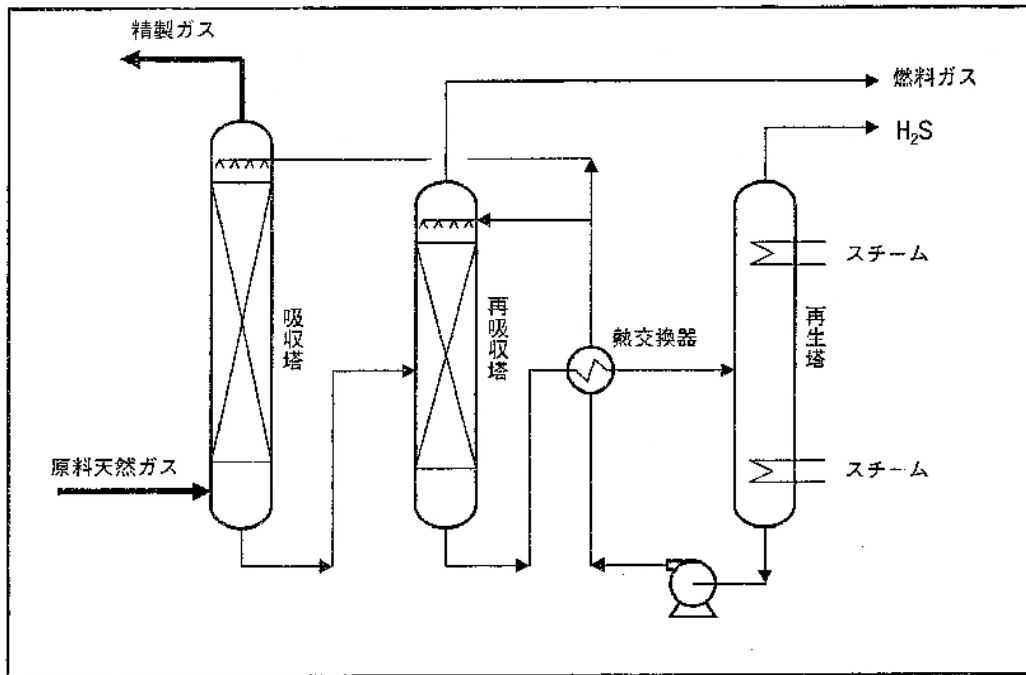 精製ガス
燃料ガス
H₂S
スチーム
吸収塔
再吸収塔
熱交換器
再生塔
原料天然ガス
スチーム